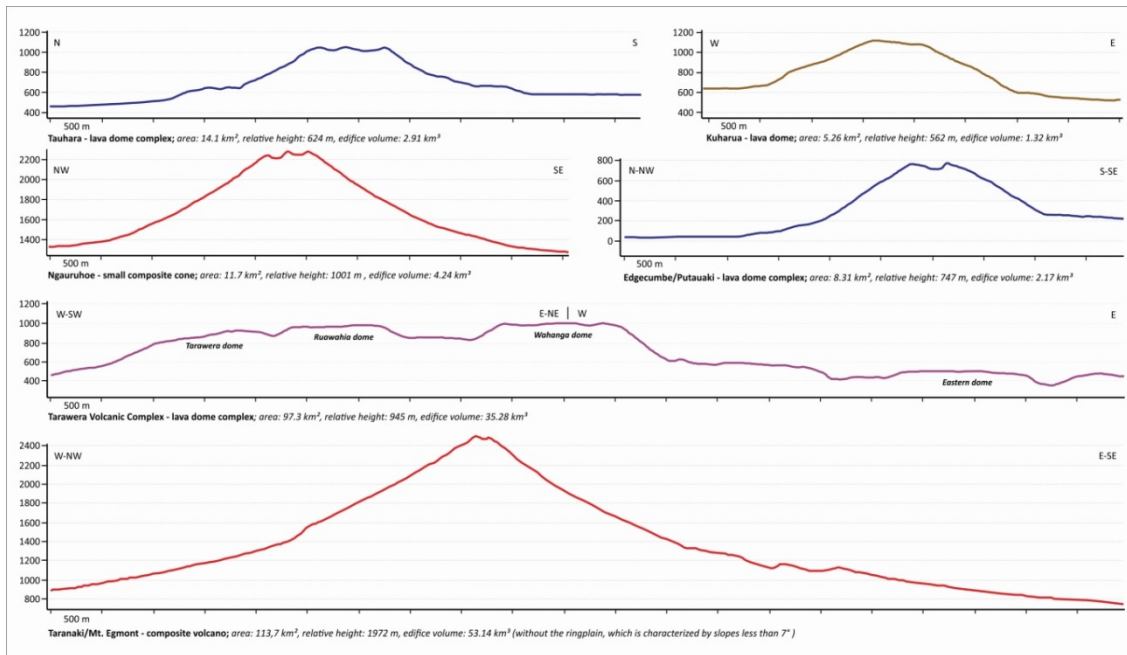 1200
1000
800
600
400
N
S
500 m
Tauhara - lava dome complex; area: 14.1 km², relative height: 624 m, edifice volume: 2.91 km³
1200
1000
800
600
400
W
E
500 m
Kuharua - lava dome; area: 5.26 km², relative height: 562 m, edifice volume: 1.32 km³
2200
2000
1800
1600
1400
NW
SE
500 m
Ngauruhoe - small composite cone; area: 11.7 km², relative height: 1001 m , edifice volume: 4.24 km³
800
600
400
200
0
N-NW
S-SE
500 m
Edgecumbe/Putauaki - lava dome complex; area: 8.31 km², relative height: 747 m, edifice volume: 2.17 km³
1200
1000
800
600
400
W-SW
E-NE | W
E
Tarawera dome
Ruawahia dome
Wahanga dome
Eastern dome
500 m
Tarawera Volcanic Complex - lava dome complex; area: 97.3 km², relative height: 945 m, edifice volume: 35.28 km³
2400
2200
2000
1800
1600
1400
1200
1000
800
W-NW
E-SE
500 m
Taranaki/Mt. Egmont - composite volcano; area: 113,7 km², relative height: 1972 m, edifice volume: 53.14 km³ (without the ringplain, which is characterized by slopes less than 7° )